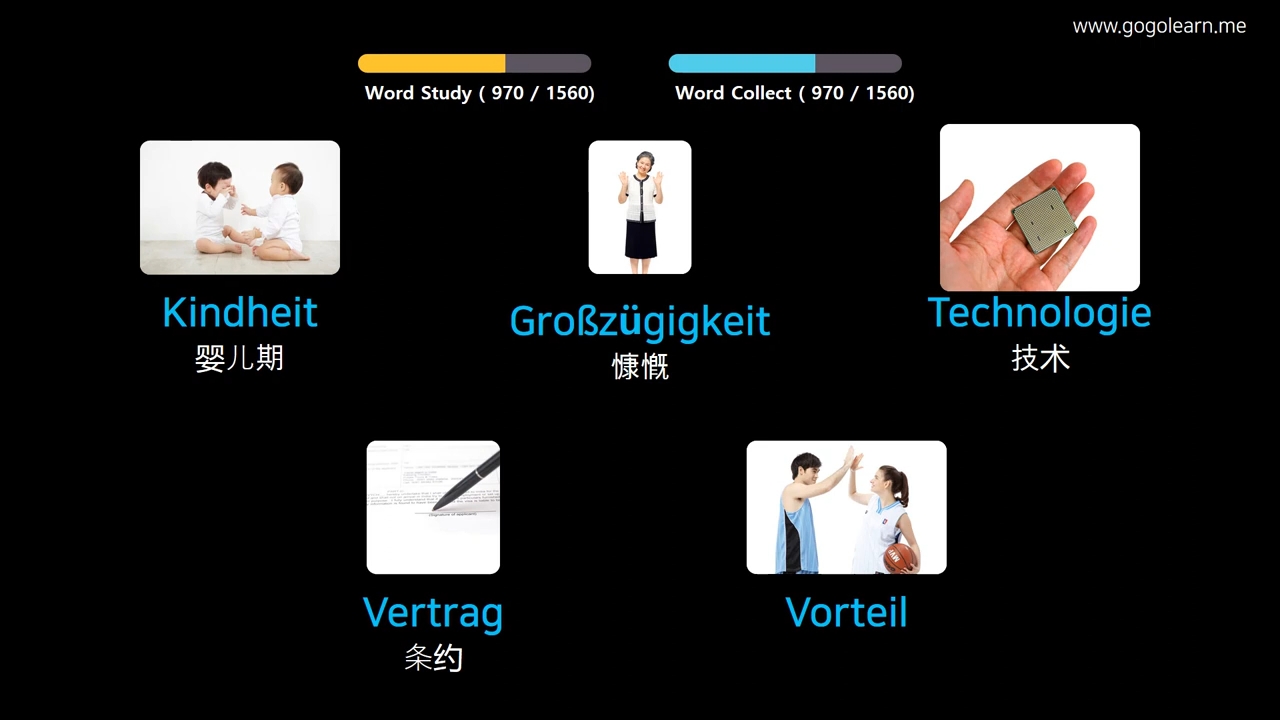 www.gogolearn.me
Word Study ( 970 / 1560)
Word Collect ( 970 / 1560)
Kindheit
婴儿期
Großzügigkeit
慷慨
Technologie
技术
Vertrag
条约
Vorteil